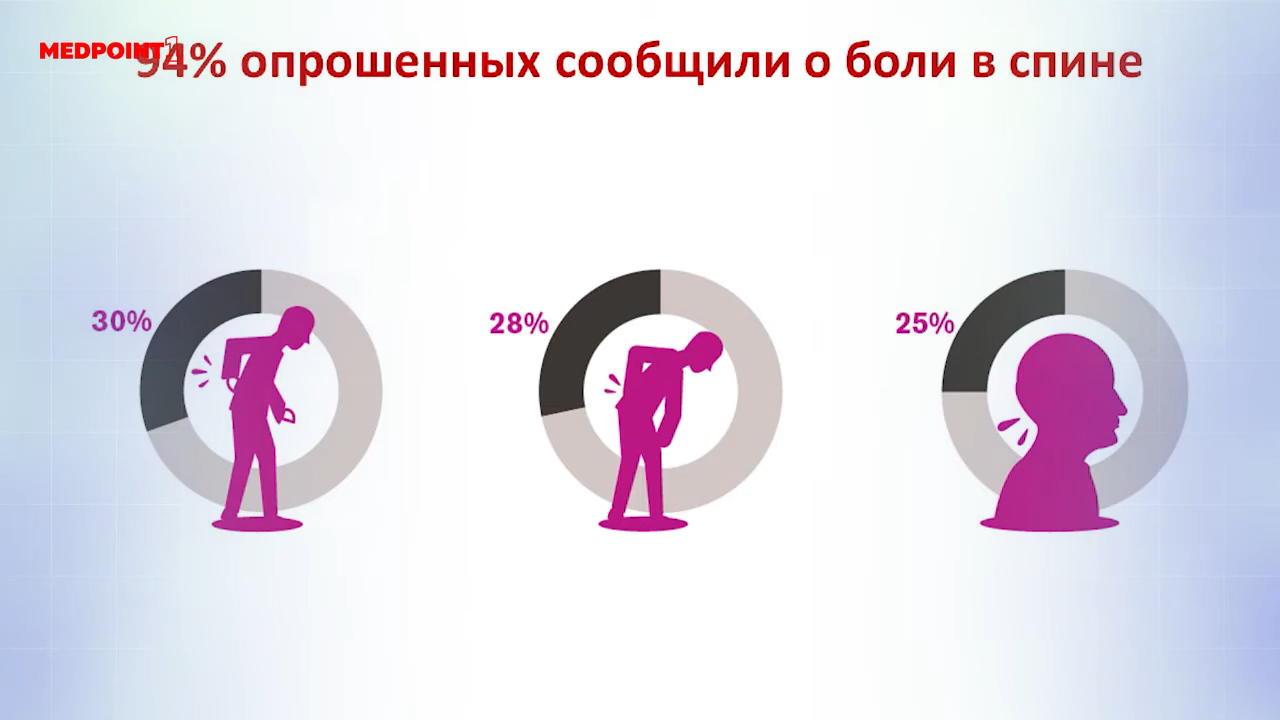 MEDPOINT
94% опрошенных сообщили о боли в спине
30%
28%
25%